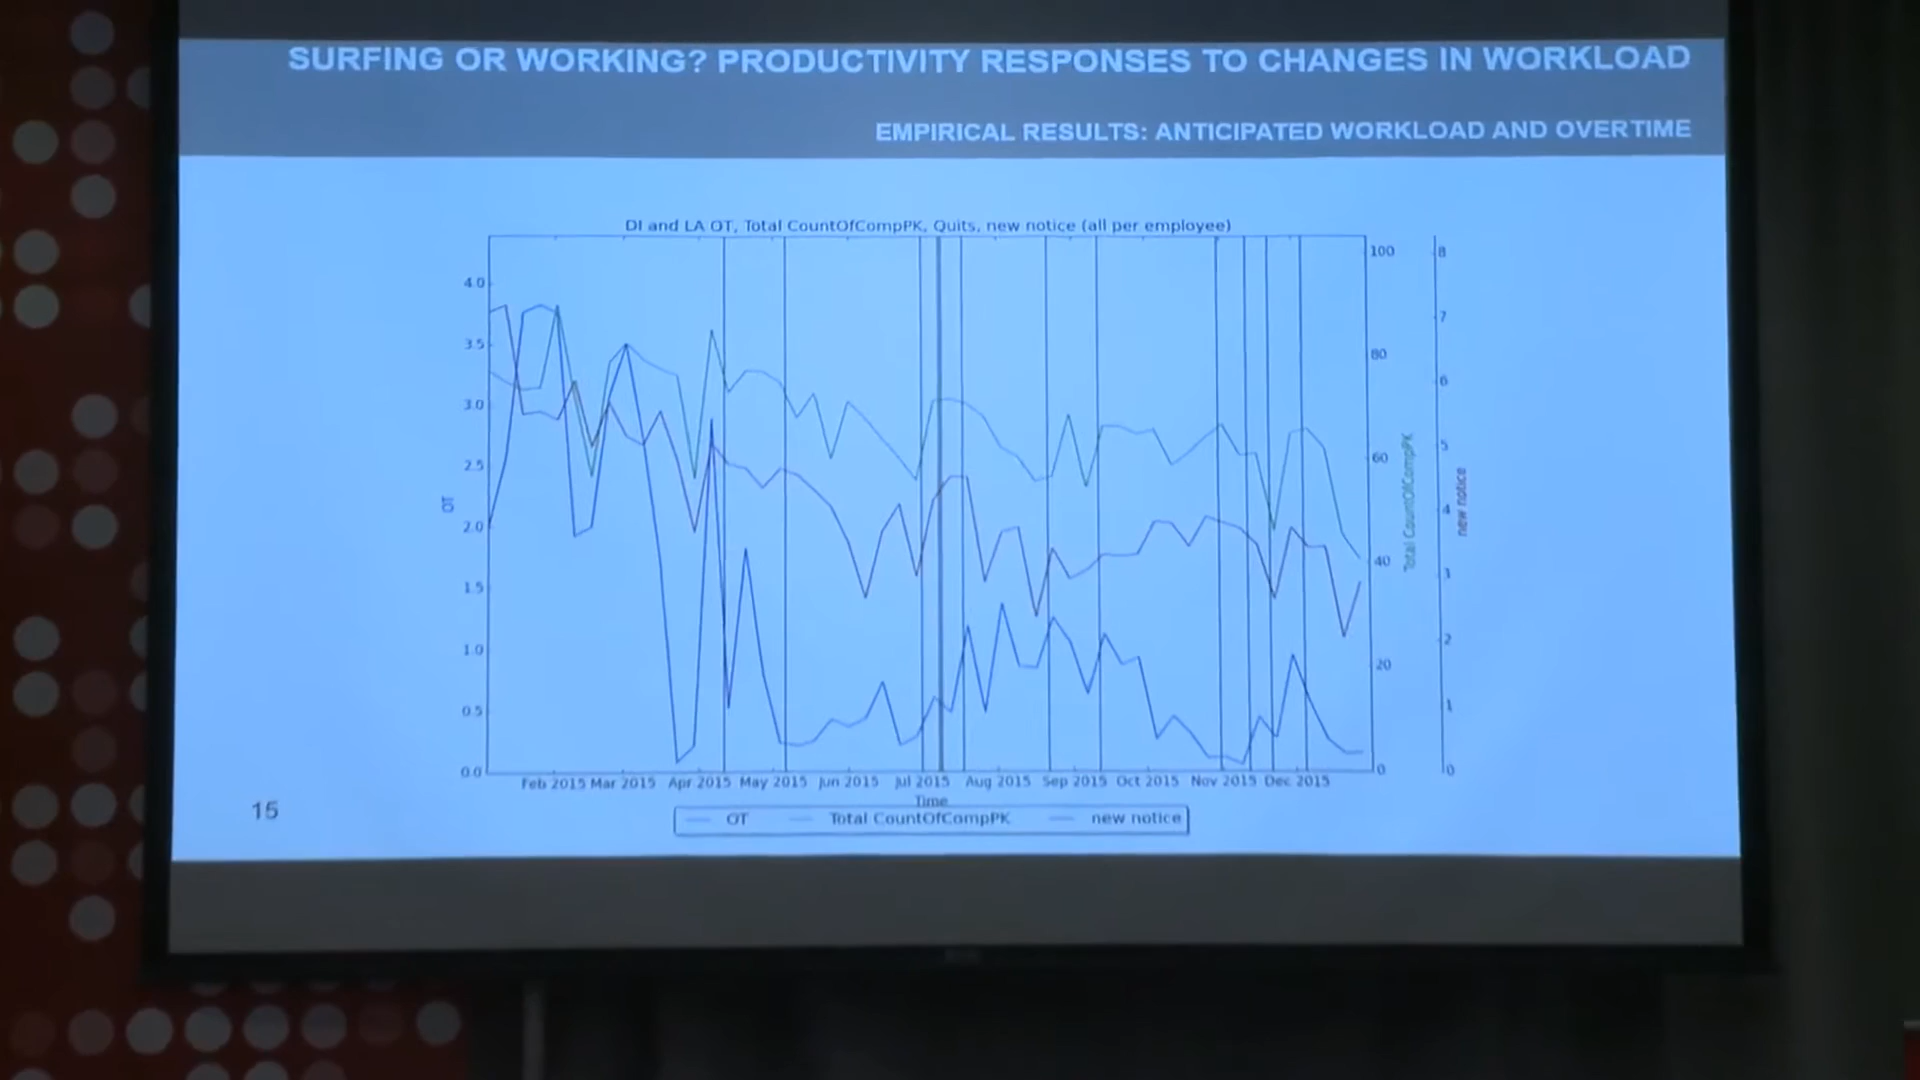 SURFING OR WORKING? PRODUCTIVITY RESPONSES TO CHANGES IN WORKLOAD
EMPIRICAL RESULTS: ANTICIPATED WORKLOAD AND OVERTIME
DI and LA OT, Total CountOfCompPK, Quits, new notice (all per employee)
4.0
3.5
3.0
2.5
2.0
1.5
1.0
0.5
0.0
OT
100
80
60
40
20
0
Total CountOfCompPK
8
7
6
5
4
3
2
1
0
new notice
Feb 2015 Mar 2015 Apr 2015 May 2015 Jun 2015 Jul 2015 Aug 2015 Sep 2015 Oct 2015 Nov 2015 Dec 2015
Time
OT Total CountOfCompPK new notice
15